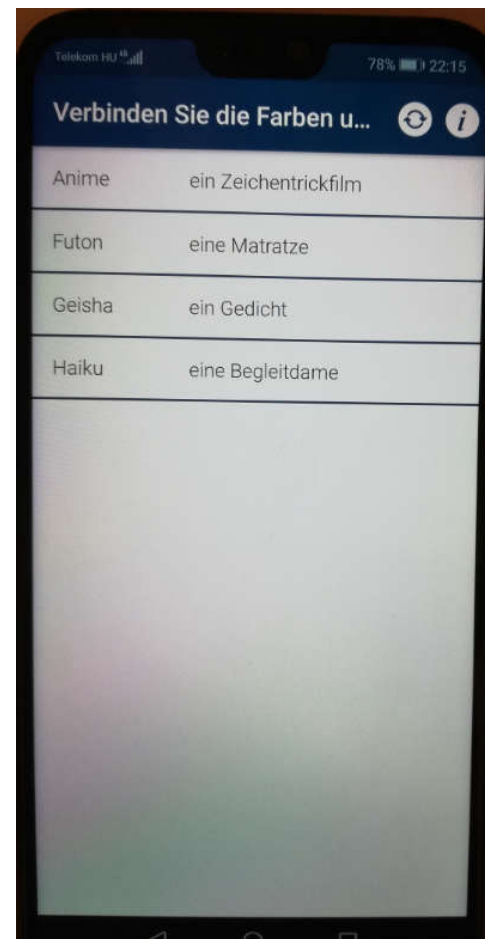 Telekom HU 78% 22:15
Verbinden Sie die Farben u... i
Anime ein Zeichentrickfilm
Futon eine Matratze
Geisha ein Gedicht
Haiku eine Begleitdame